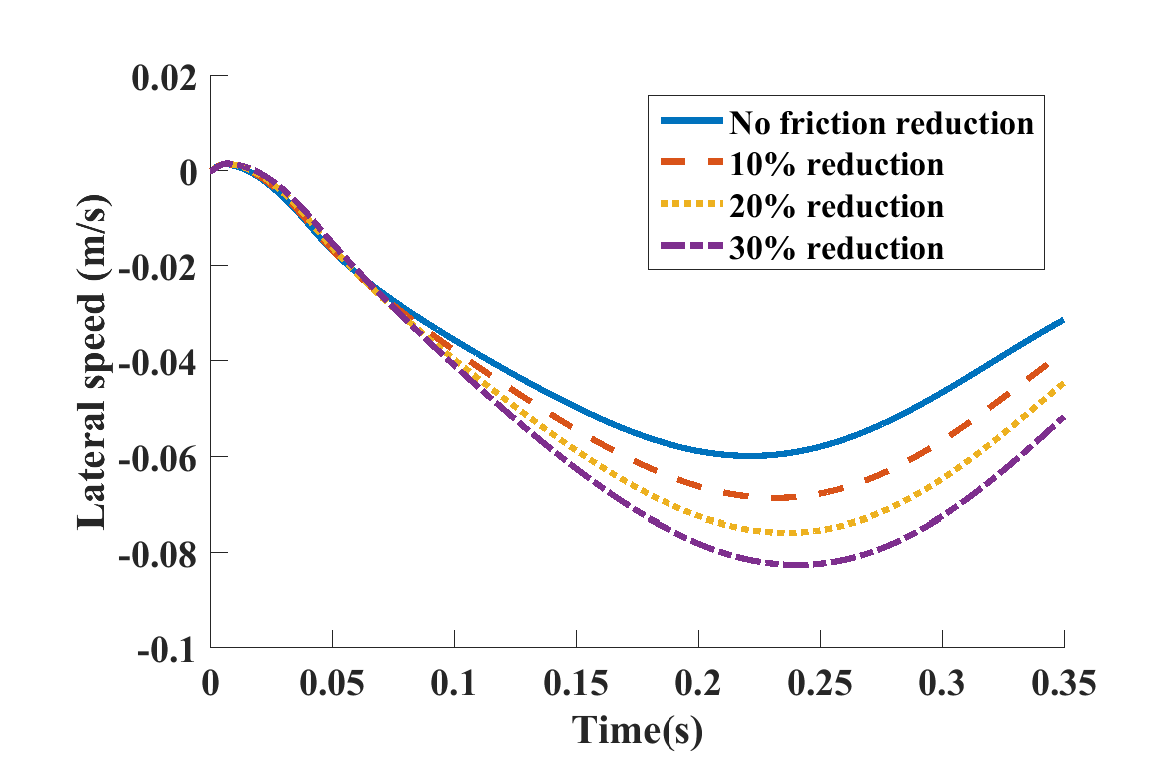 0.02
0
-0.02
-0.04
-0.06
-0.08
-0.1
Lateral speed (m/s)
No friction reduction
10% reduction
20% reduction
30% reduction
0 0.05 0.1 0.15 0.2 0.25 0.3 0.35
Time(s)